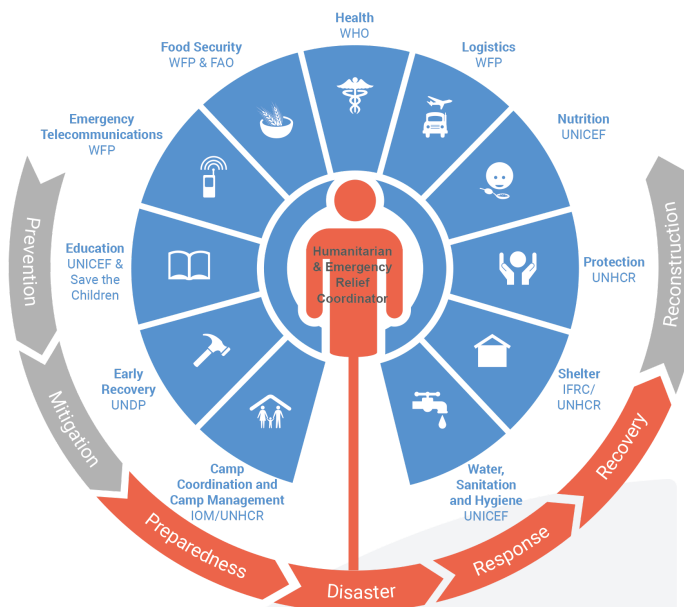 Health
WHO
Food Security
WFP & FAO
Logistics
WFP
Emergency
Telecommunications
WFP
Nutrition
UNICEF
Education
UNICEF &
Save the
Children
Humanitarian
& Emergency
Relief
Coordinator
Protection
UNHCR
Early
Recovery
UNDP
Shelter
IFRC/
UNHCR
Camp
Coordination and
Camp Management
IOM/UNHCR
Water,
Sanitation
and Hygiene
UNICEF
Prevention
Mitigation
Preparedness
Disaster
Response
Recovery
Reconstruction